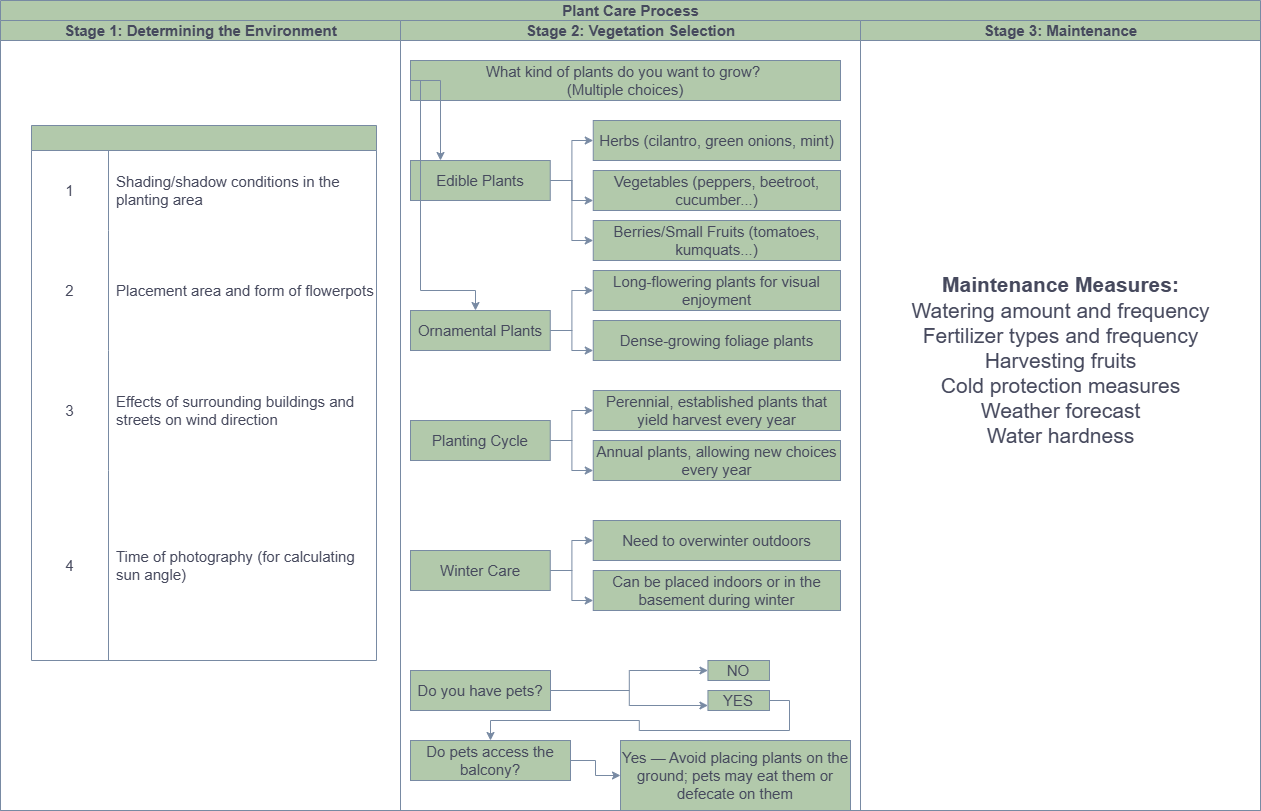 Plant Care Process
Stage 1: Determining the Environment
Stage 2: Vegetation Selection
Stage 3: Maintenance
1
Shading/shadow conditions in the
planting area
2
Placement area and form of flowerpots
3
Effects of surrounding buildings and
streets on wind direction
4
Time of photography (for calculating
sun angle)
What kind of plants do you want to grow?
(Multiple choices)
Edible Plants
Herbs (cilantro, green onions, mint)
Vegetables (peppers, beetroot,
cucumber...)
Berries/Small Fruits (tomatoes,
kumquats...)
Ornamental Plants
Long-flowering plants for visual
enjoyment
Dense-growing foliage plants
Planting Cycle
Perennial, established plants that
yield harvest every year
Annual plants, allowing new choices
every year
Winter Care
Need to overwinter outdoors
Can be placed indoors or in the
basement during winter
Do you have pets?
NO
YES
Do pets access the
balcony?
Yes — Avoid placing plants on the
ground; pets may eat them or
defecate on them
Maintenance Measures:
Watering amount and frequency
Fertilizer types and frequency
Harvesting fruits
Cold protection measures
Weather forecast
Water hardness